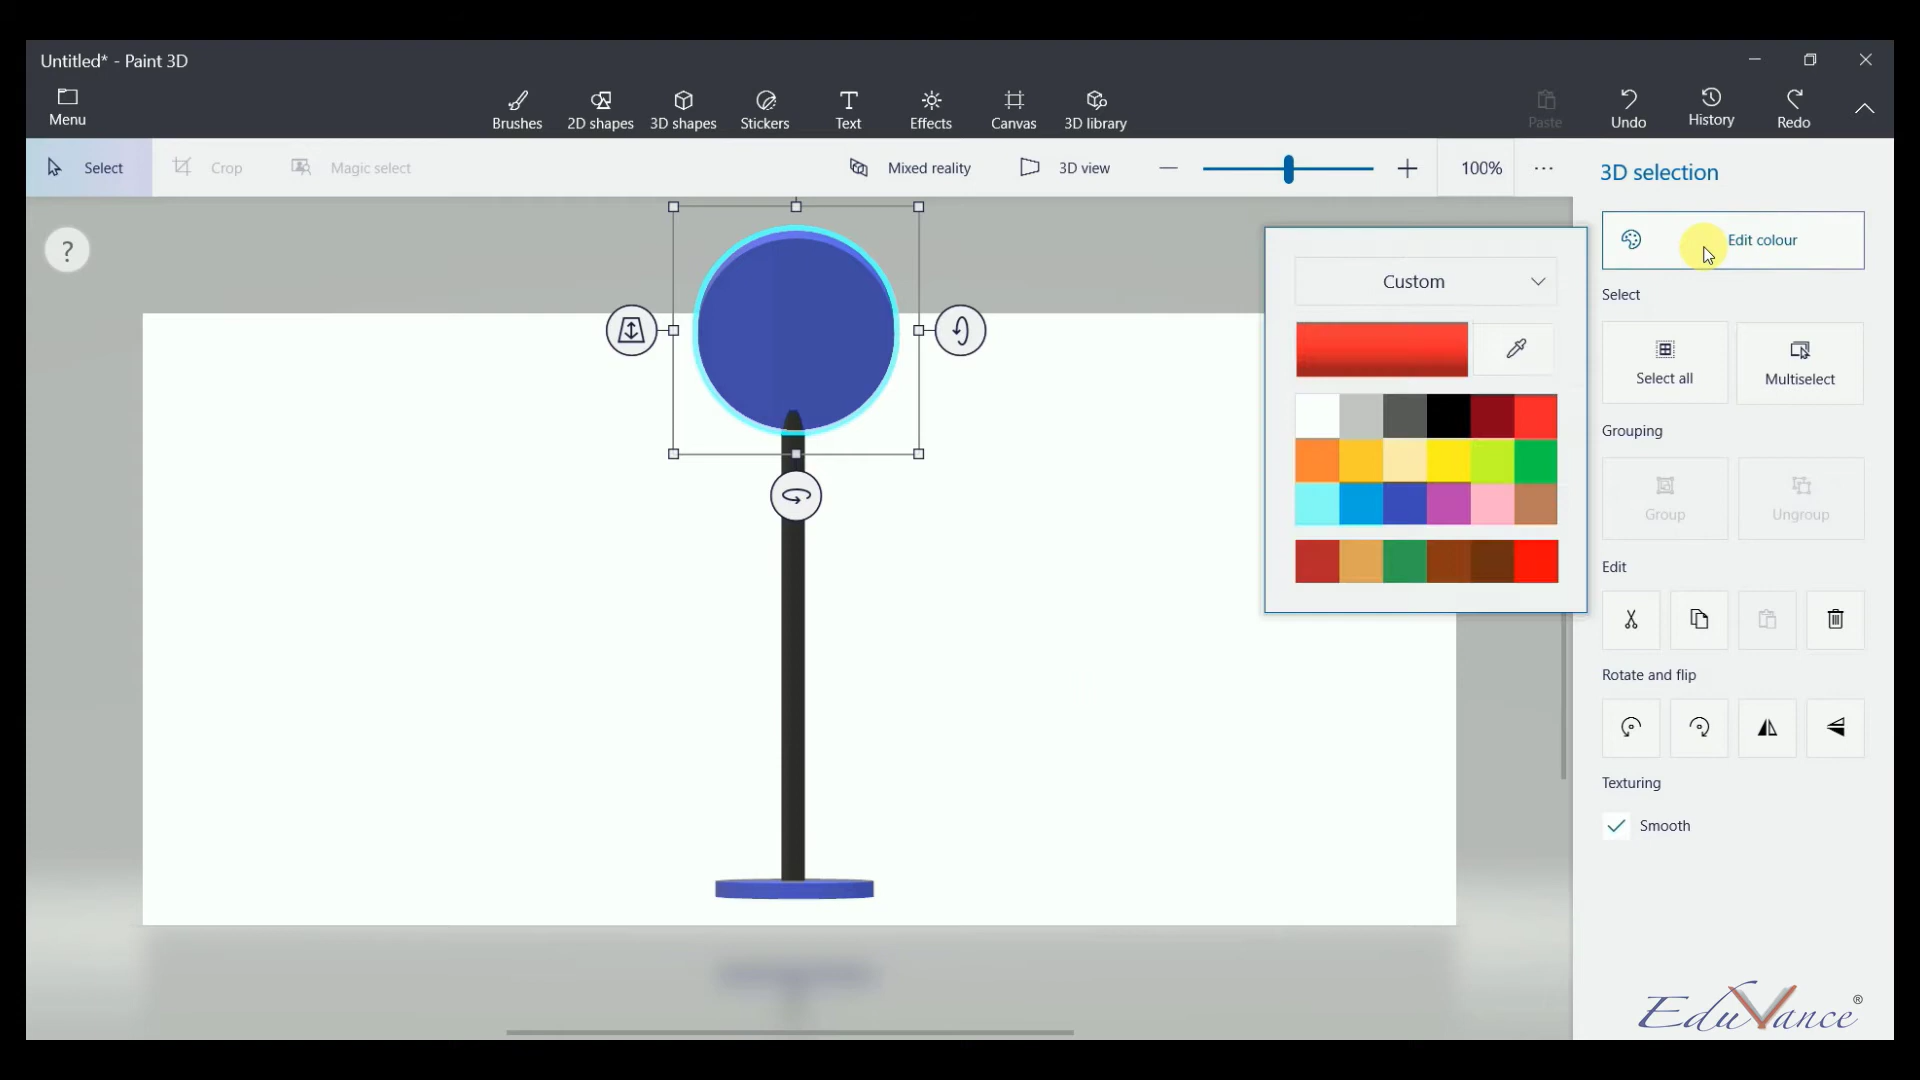 Untitled* - Paint 3D
Menu
Brushes
2D shapes
3D shapes
Stickers
Text
Effects
Canvas
3D library
Paste
Undo
History
Redo
Select
Crop
Magic select
Mixed reality
3D view
100%
3D selection
?
Edit colour
Custom
Select
Select all
Multiselect
Grouping
Group
Ungroup
Edit
Rotate and flip
Texturing
Smooth
EduVance®